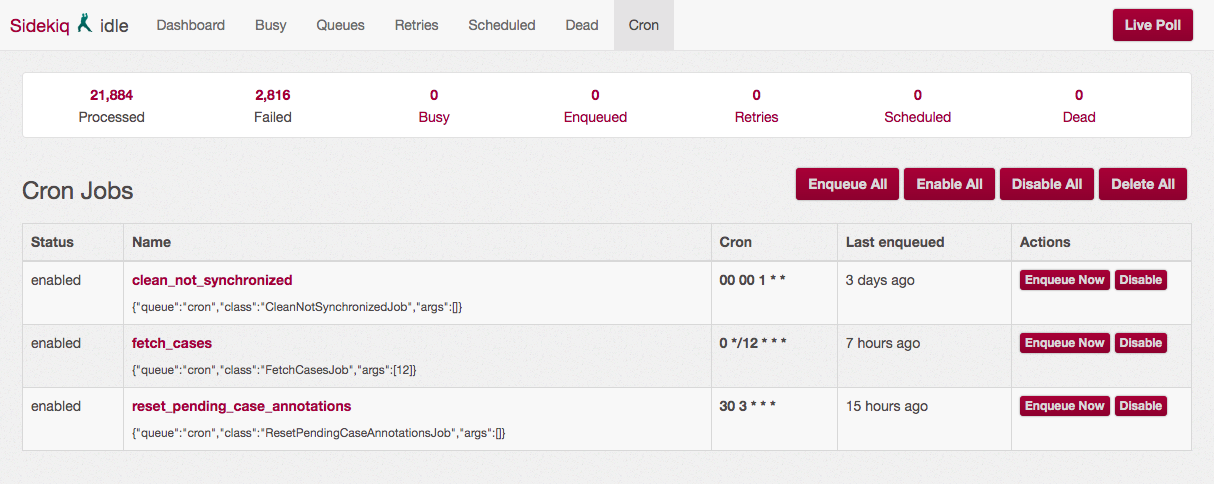 Sidekiq idle Dashboard Busy Queues Retries Scheduled Dead Cron Live Poll
21,884 2,816 0 0 0 0 0
Processed Failed Busy Enqueued Retries Scheduled Dead
Cron Jobs Enqueue All Enable All Disable All Delete All
Status Name Cron Last enqueued Actions
enabled clean_not_synchronized 00 00 1 * * 3 days ago Enqueue Now Disable
{"queue":"cron","class":"CleanNotSynchronizedJob","args":[]}
enabled fetch_cases 0 */12 * * * 7 hours ago Enqueue Now Disable
{"queue":"cron","class":"FetchCasesJob","args":[12]}
enabled reset_pending_case_annotations 30 3 * * * 15 hours ago Enqueue Now Disable
{"queue":"cron","class":"ResetPendingCaseAnnotationsJob","args":[]}